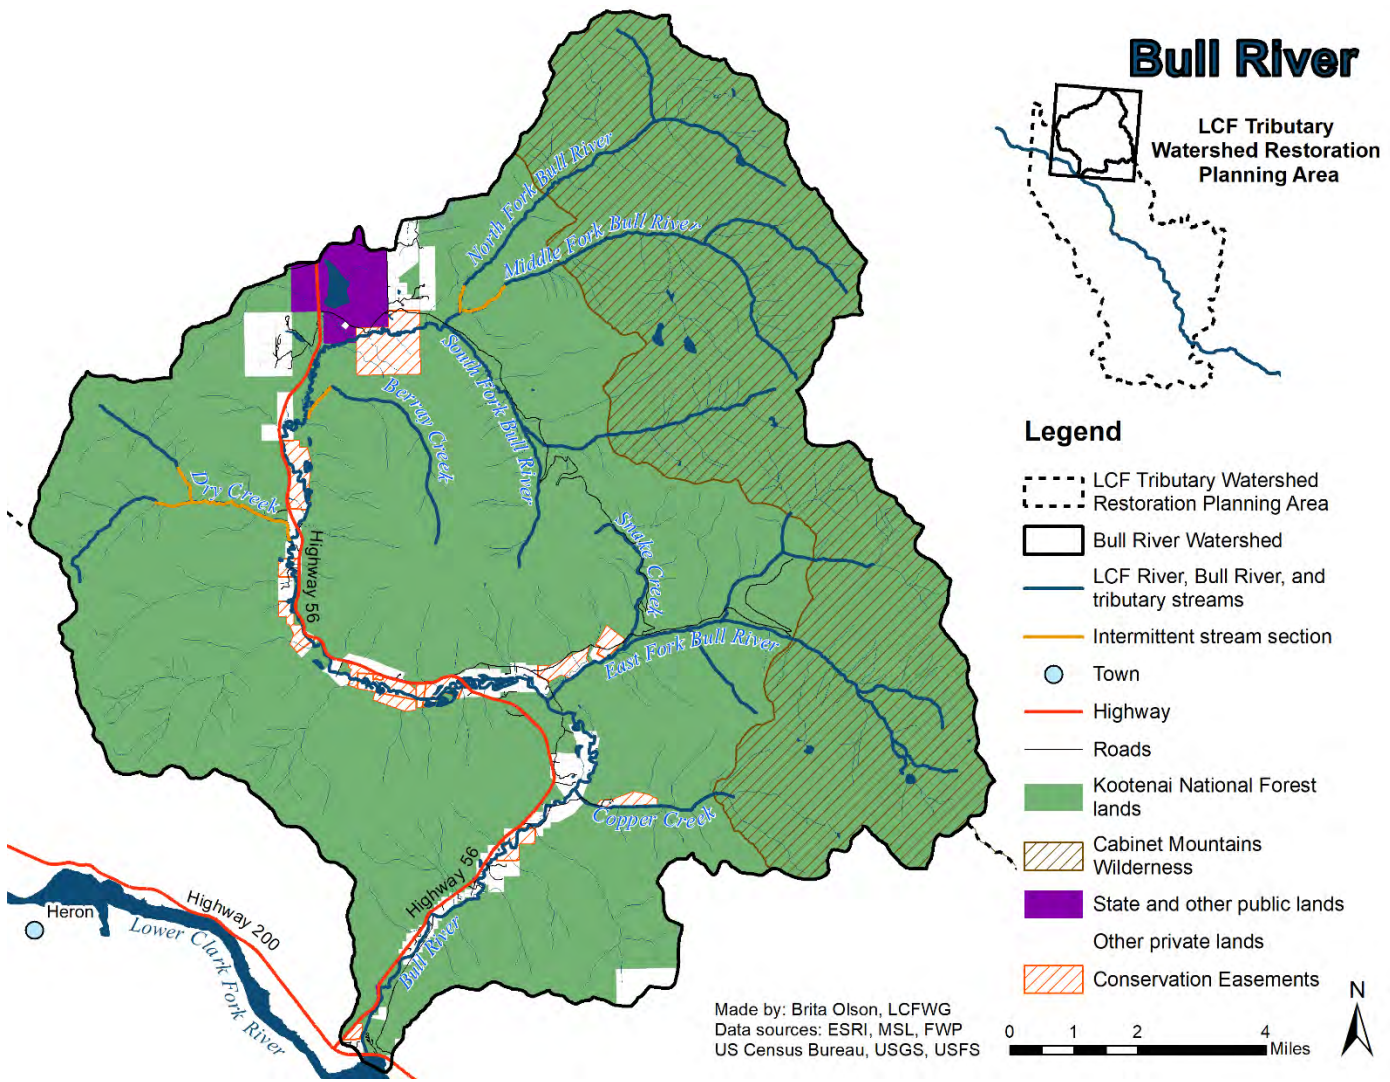 Bull River
LCF Tributary
Watershed Restoration
Planning Area
North Fork Bull River
Middle Fork Bull River
South Fork Bull River
Berray Creek
Dry Creek
Highway 56
Snake Creek
East Fork Bull River
Copper Creek
Highway 56
Bull River
Heron
Highway 200
Lower Clark Fork River
Legend
LCF Tributary Watershed
Restoration Planning Area
Bull River Watershed
LCF River, Bull River, and
tributary streams
Intermittent stream section
Town
Highway
Roads
Kootenai National Forest
lands
Cabinet Mountains
Wilderness
State and other public lands
Other private lands
Conservation Easements
Made by: Brita Olson, LCFWG
Data sources: ESRI, MSL, FWP
US Census Bureau, USGS, USFS
0 1 2 4
Miles
N